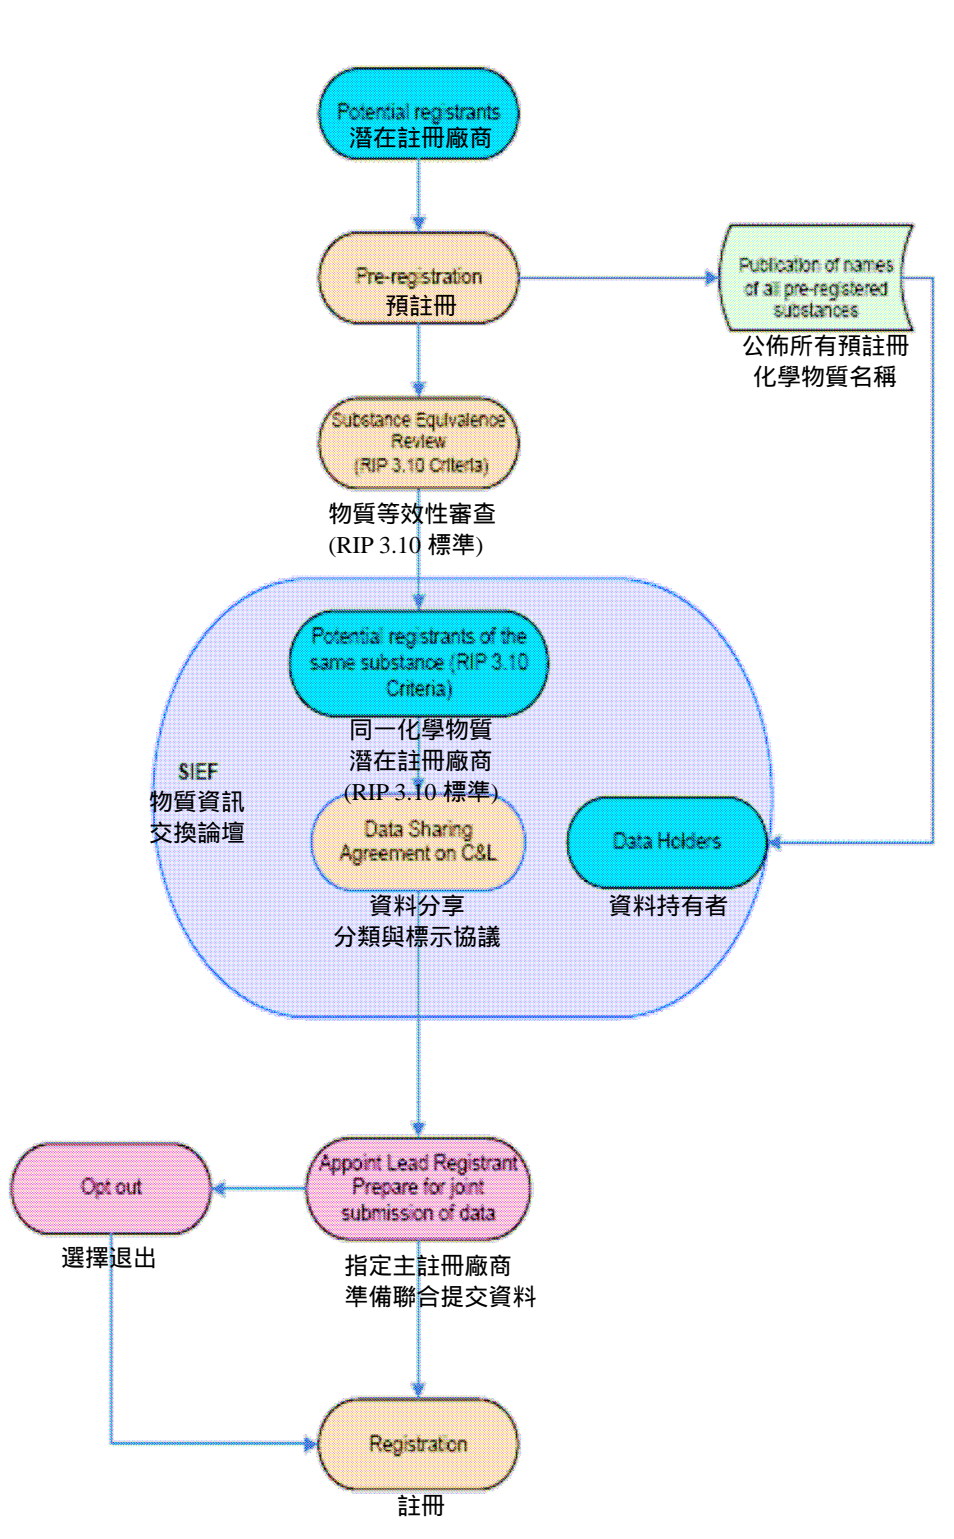 Potential registrants
潛在註冊廠商
Pre-registration
預註冊
Publication of names
of all pre-registered
substances
公佈所有預註冊
化學物質名稱
Substance Equivalence
Review
(RIP 3.10 Criteria)
物質等效性審查
(RIP 3.10 標準)
Potential registrants of the
same substance (RIP 3.10
Criteria)
同一化學物質
潛在註冊廠商
(RIP 3.10 標準)
SIEF
物質資訊
交換論壇
Data Sharing
Agreement on C&L
資料分享
分類與標示協議
Data Holders
資料持有者
Appoint Lead Registrant
Prepare for joint
submission of data
指定主註冊廠商
準備聯合提交資料
Opt out
選擇退出
Registration
註冊